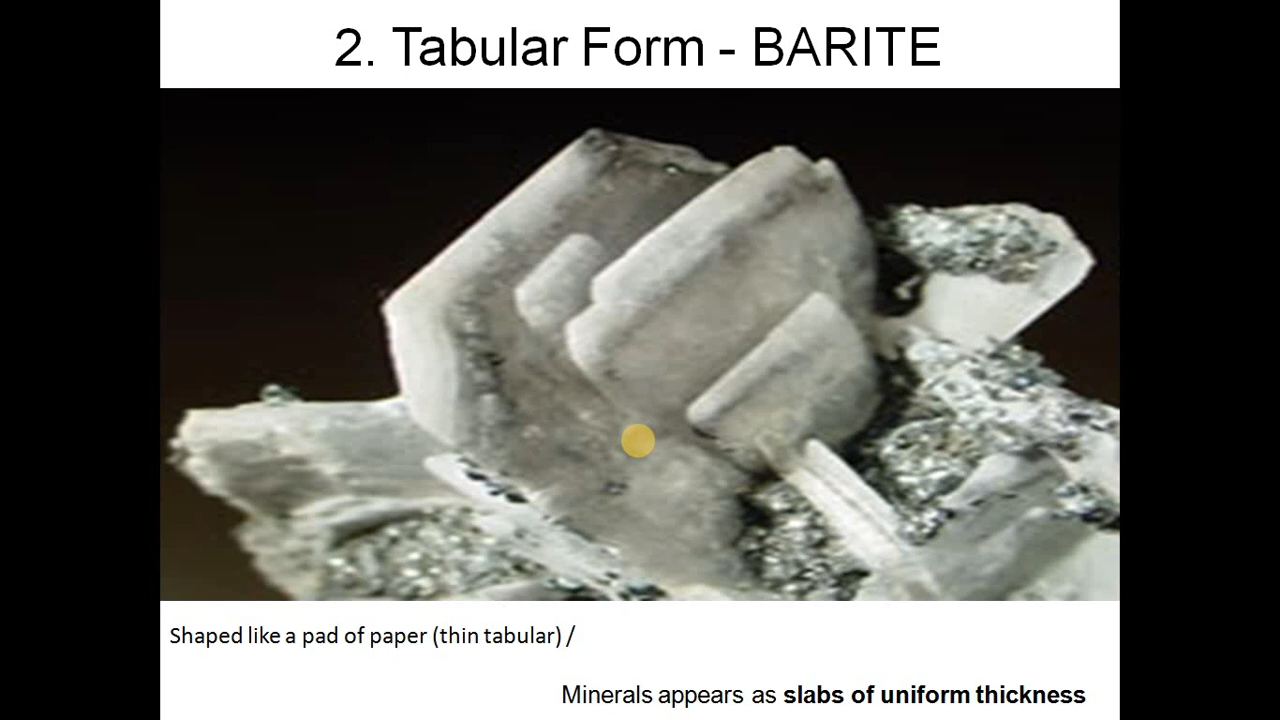 2. Tabular Form - BARITE
Shaped like a pad of paper (thin tabular) /
Minerals appears as slabs of uniform thickness